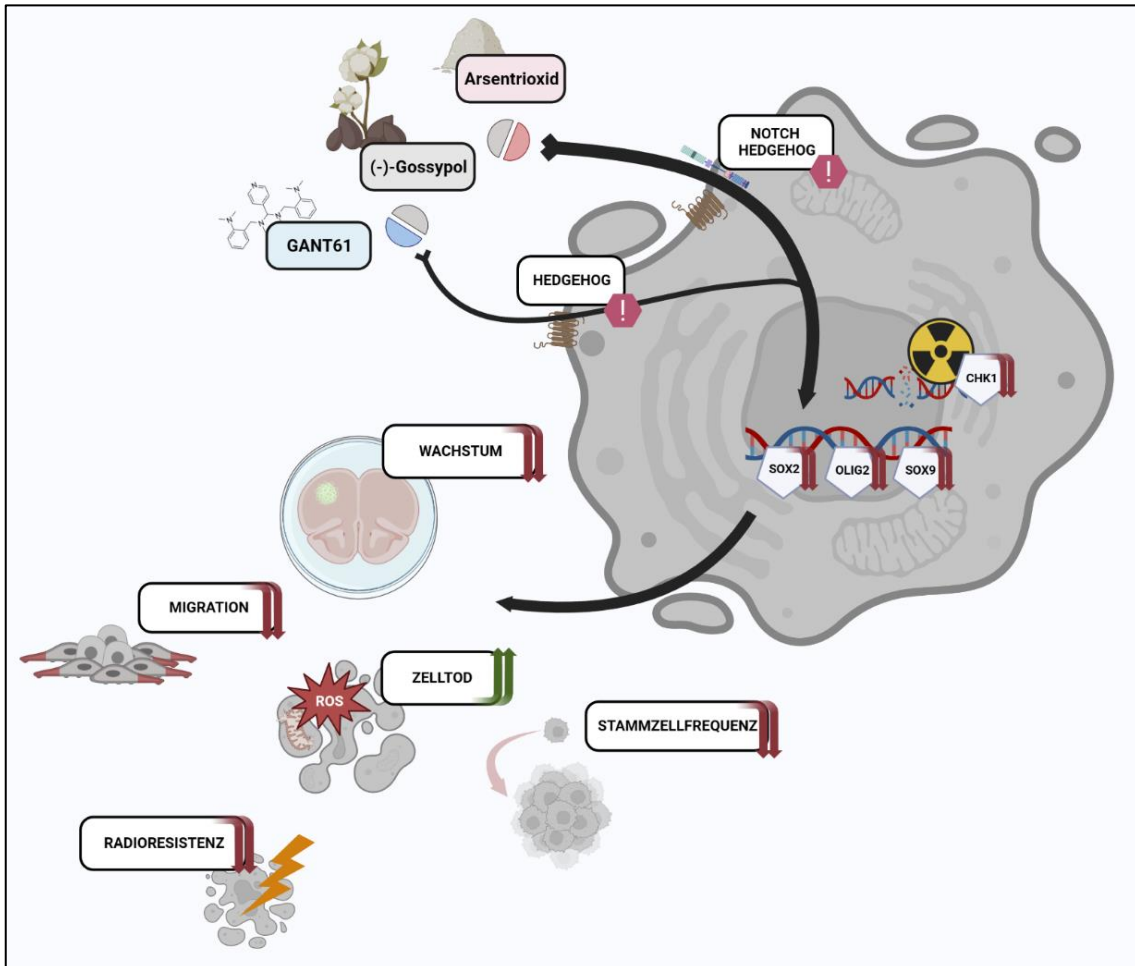 Arsentrioxid
(-)-Gossypol
GANT61
NOTCH
HEDGEHOG
!
HEDGEHOG
!
CHK1
SOX2
OLIG2
SOX9
WACHSTUM
MIGRATION
ZELLTOD
ROS
STAMMZELLFREQUENZ
RADIORESISTENZ